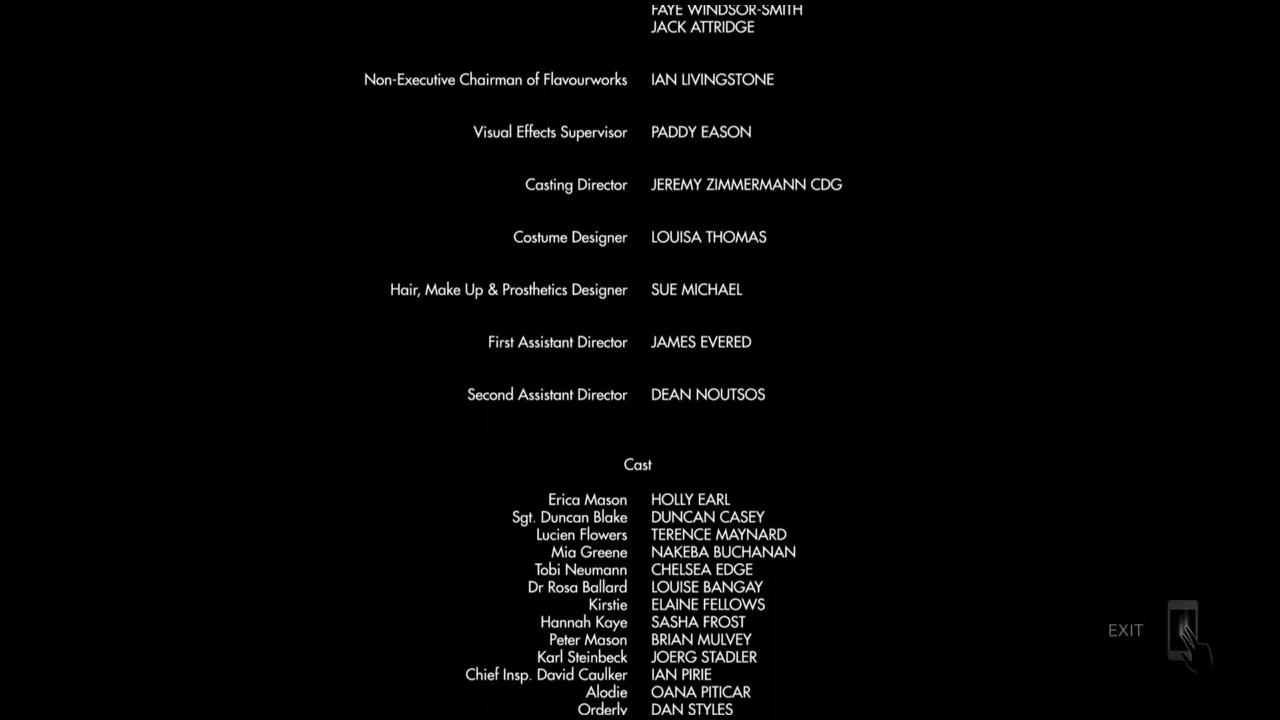 FAYE WINDSOR-SMITH
JACK ATTRIDGE
Non-Executive Chairman of Flavourworks IAN LIVINGSTONE
Visual Effects Supervisor PADDY EASON
Casting Director JEREMY ZIMMERMANN CDG
Costume Designer LOUISA THOMAS
Hair, Make Up & Prosthetics Designer SUE MICHAEL
First Assistant Director JAMES EVERED
Second Assistant Director DEAN NOUTSOS
Cast
Erica Mason HOLLY EARL
Sgt. Duncan Blake DUNCAN CASEY
Lucien Flowers TERENCE MAYNARD
Mia Greene NAKEBA BUCHANAN
Tobi Neumann CHELSEA EDGE
Dr Rosa Ballard LOUISE BANGAY
Kirstie ELAINE FELLOWS
Hannah Kaye SASHA FROST
Peter Mason BRIAN MULVEY
Karl Steinbeck JOERG STADLER
Chief Insp. David Caulker IAN PIRIE
Alodie OANA PITICAR
Orderly DAN STYLES
EXIT